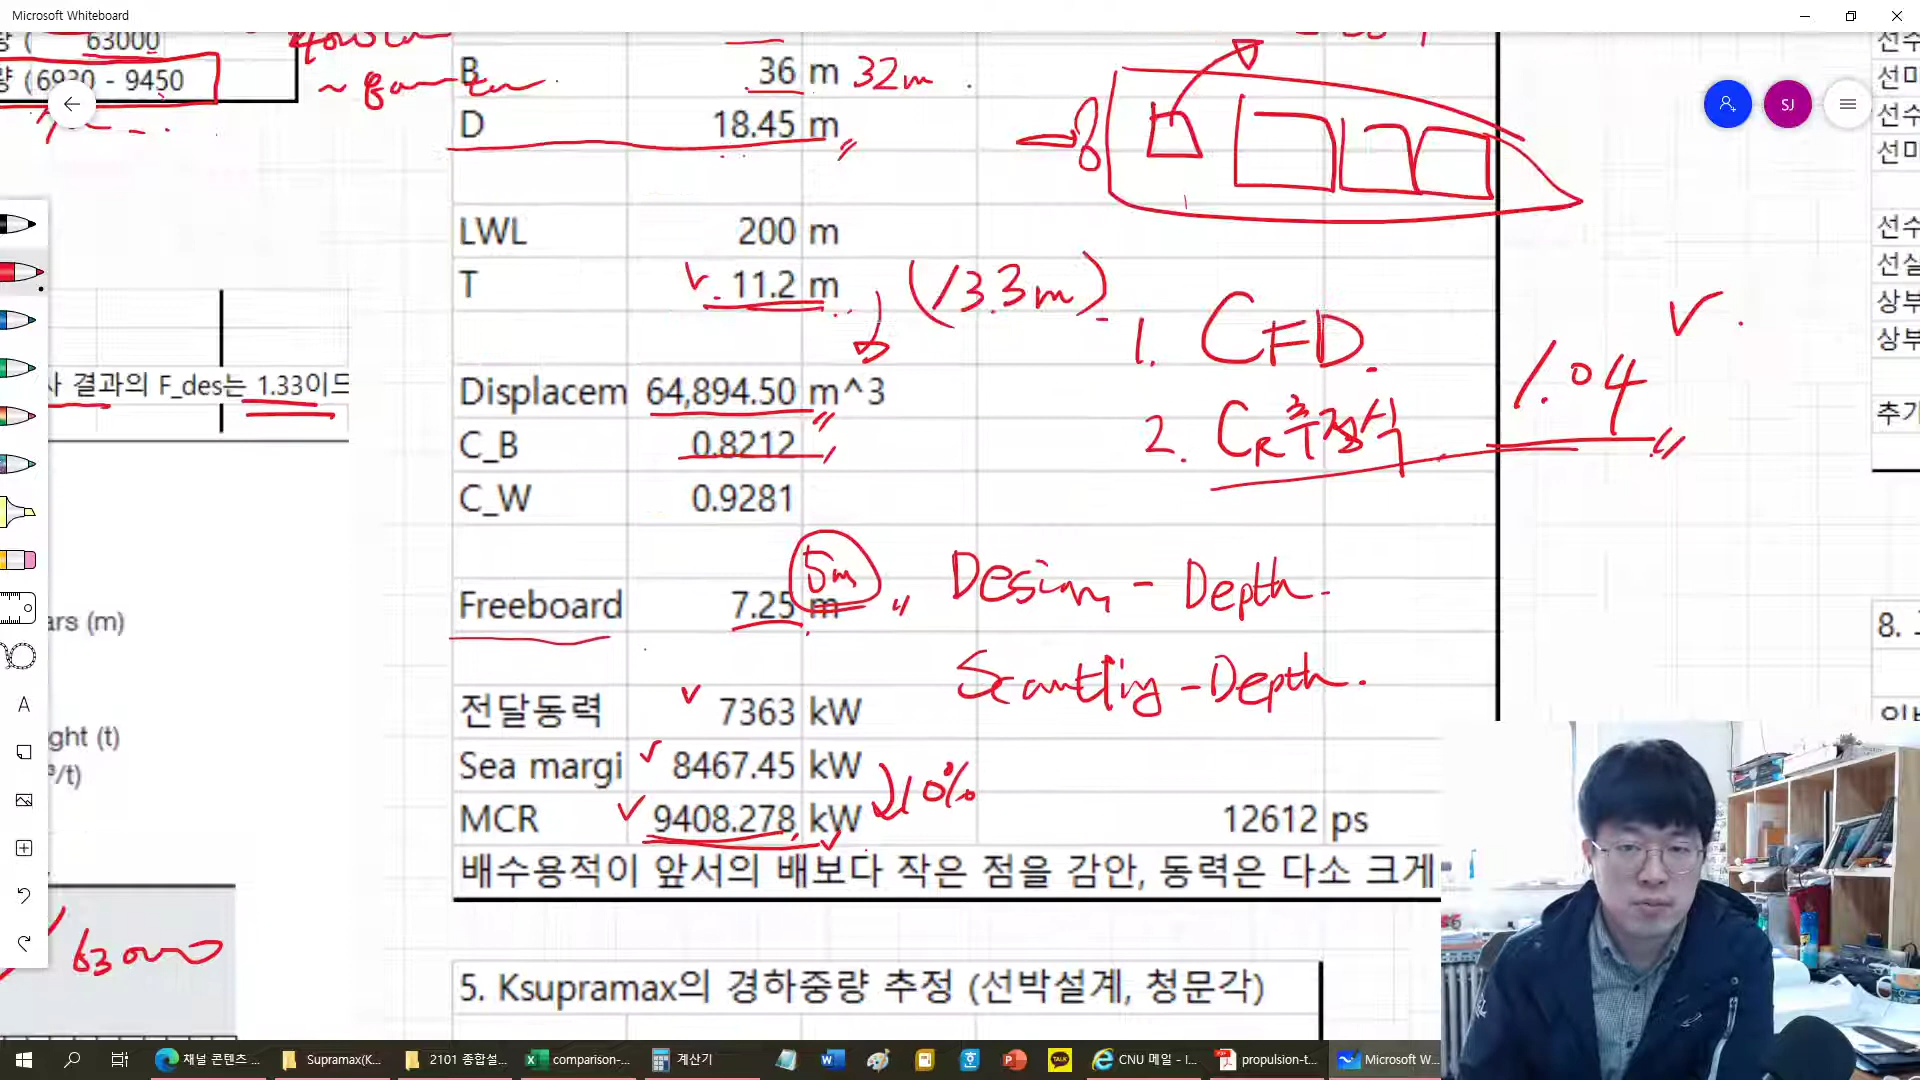 Microsoft Whiteboard
63000
(6930 - 9450
B 36 m 32m
D 18.45 m
LWL 200 m
T 11.2 m (13.3m)
1. CFD.
1.04
사 결과의 F_des는 1.33이므
Displacem 64,894.50 m^3
2. CR 추정식
C_B 0.8212
C_W 0.9281
5m
Design - Depth.
Freeboard 7.25 m
Scantling - Depth.
전달동력 7363 kW
Sea margi 8467.45 kW
10%
MCR 9408.278 kW 12612 ps
배수용적이 앞서의 배보다 작은 점을 감안, 동력은 다소 크게
5. Ksupramax의 경하중량 추정 (선박설계, 청문각)
63000
ars (m)
ght (t)
³/t)
SJ
선수
선미
선수
선미
선수
선실
상부
상부
추가
8.
채널 콘텐츠 ...
Supramax(K...
2101 종합설...
comparison-...
계산기
CNU 메일 - I...
propulsion-t...
Microsoft W...